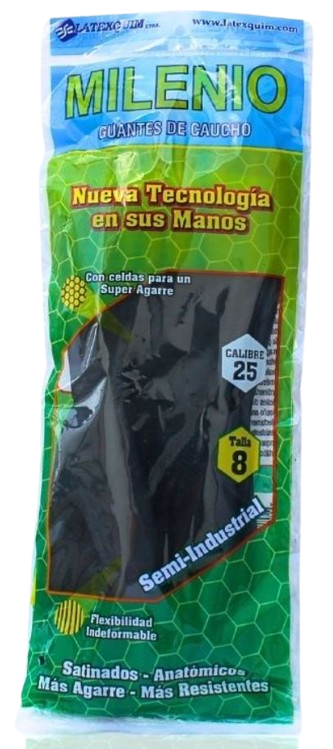 LATEXQUIM LTDA.
www.latexquim.com
MILENIO
GUANTES DE CAUCHO
Nueva Tecnología
en sus Manos
Con celdas para un
Super Agarre
CALIBRE
25
Talla
8
Semi-Industrial
Flexibilidad
Indeformable
Satinados - Anatómicos
Más Agarre - Más Resistentes